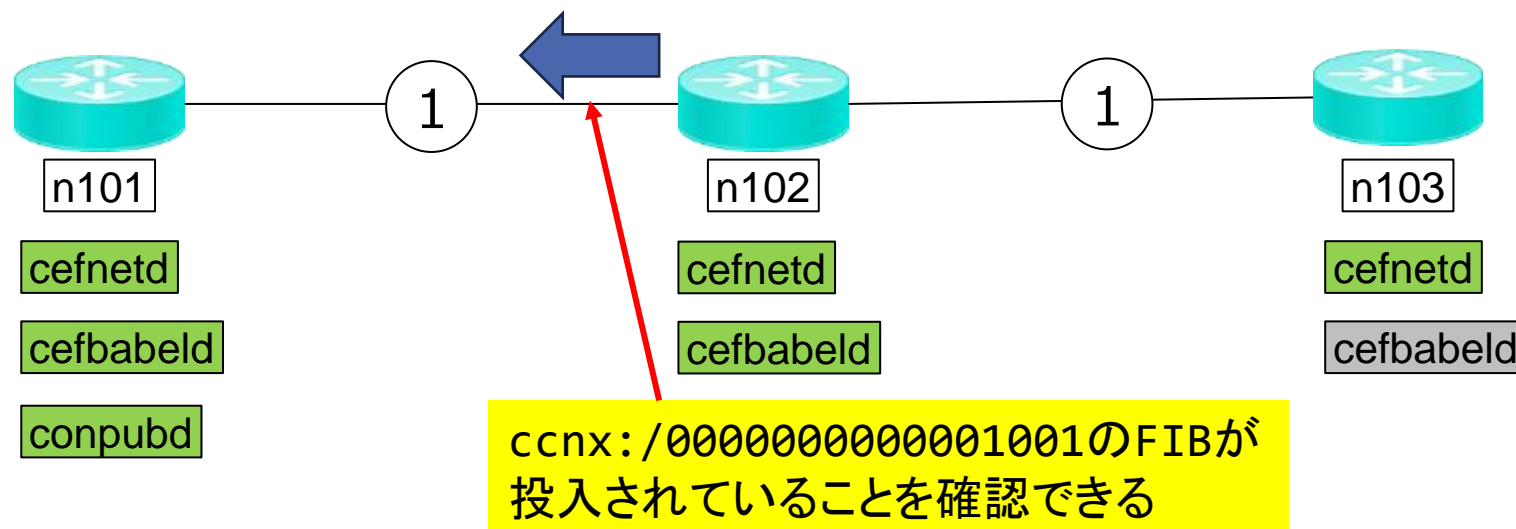 1
1
n101
n102
n103
cefnetd
cefnetd
cefnetd
cefbabeld
cefbabeld
cefbabeld
conpubd
ccnx:/0000000000001001のFIBが
投入されていることを確認できる